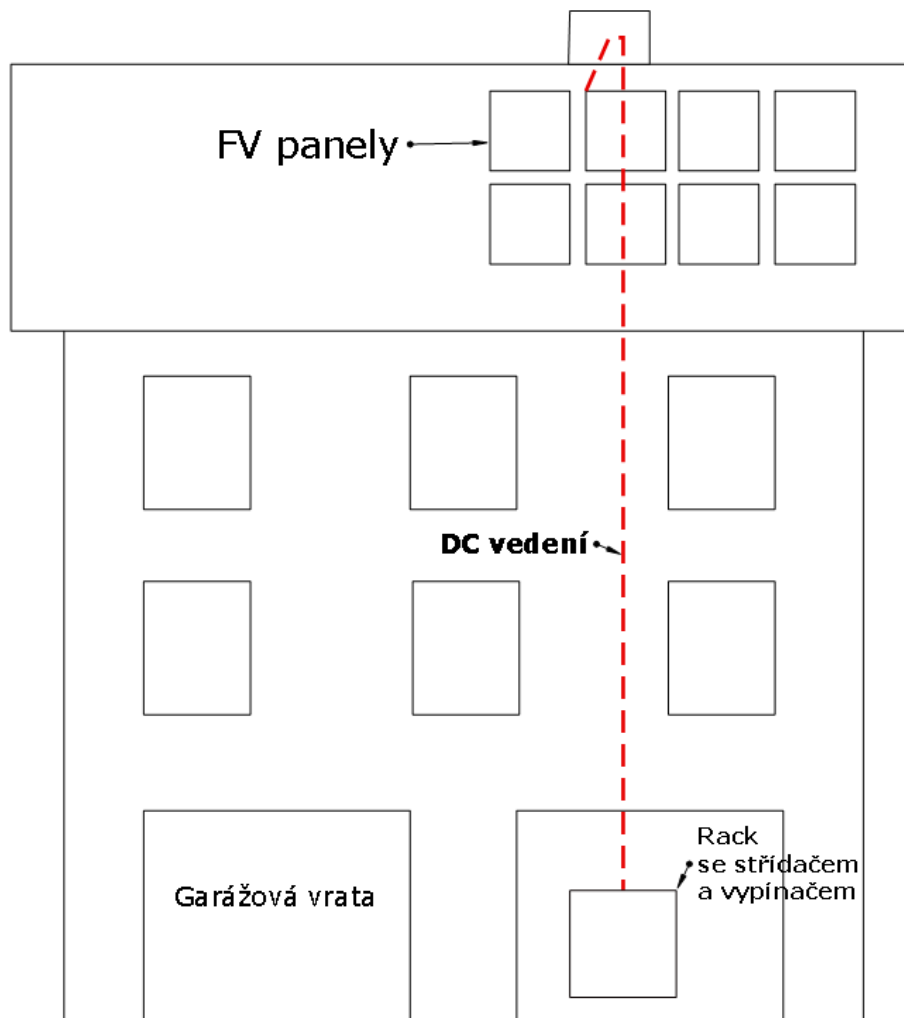 FV panely
DC vedení
Rack
se střídačem
a vypínačem
Garážová vrata